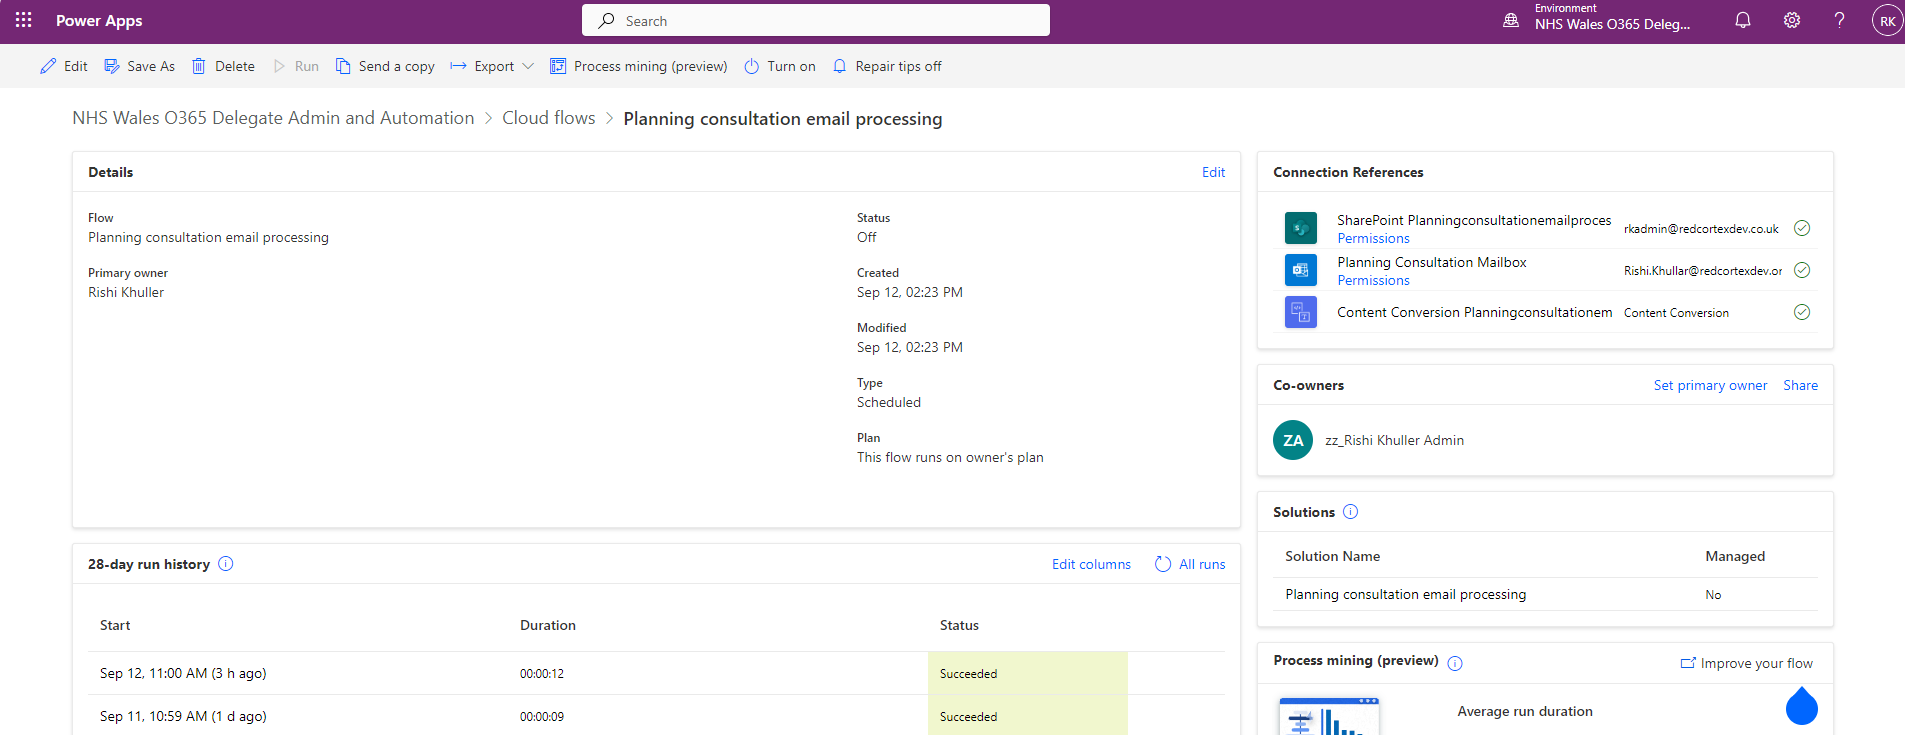 Power Apps
Search
Environment
NHS Wales O365 Deleg...
RK
Edit
Save As
Delete
Run
Send a copy
Export
Process mining (preview)
Turn on
Repair tips off
NHS Wales O365 Delegate Admin and Automation > Cloud flows > Planning consultation email processing
Details
Edit
Flow
Planning consultation email processing
Primary owner
Rishi Khuller
Status
Off
Created
Sep 12, 02:23 PM
Modified
Sep 12, 02:23 PM
Type
Scheduled
Plan
This flow runs on owner's plan
28-day run history
Edit columns
All runs
Start Duration Status
Sep 12, 11:00 AM (3 h ago) 00:00:12 Succeeded
Sep 11, 10:59 AM (1 d ago) 00:00:09 Succeeded
Connection References
SharePoint Planningconsultationemailproces
Permissions
rkadmin@redcortexdev.co.uk
Planning Consultation Mailbox
Permissions
Rishi.Khullar@redcortexdev.or
Content Conversion Planningconsultationem
Content Conversion
Co-owners
Set primary owner
Share
ZA
zz_Rishi Khuller Admin
Solutions
Solution Name Managed
Planning consultation email processing No
Process mining (preview)
Improve your flow
Average run duration